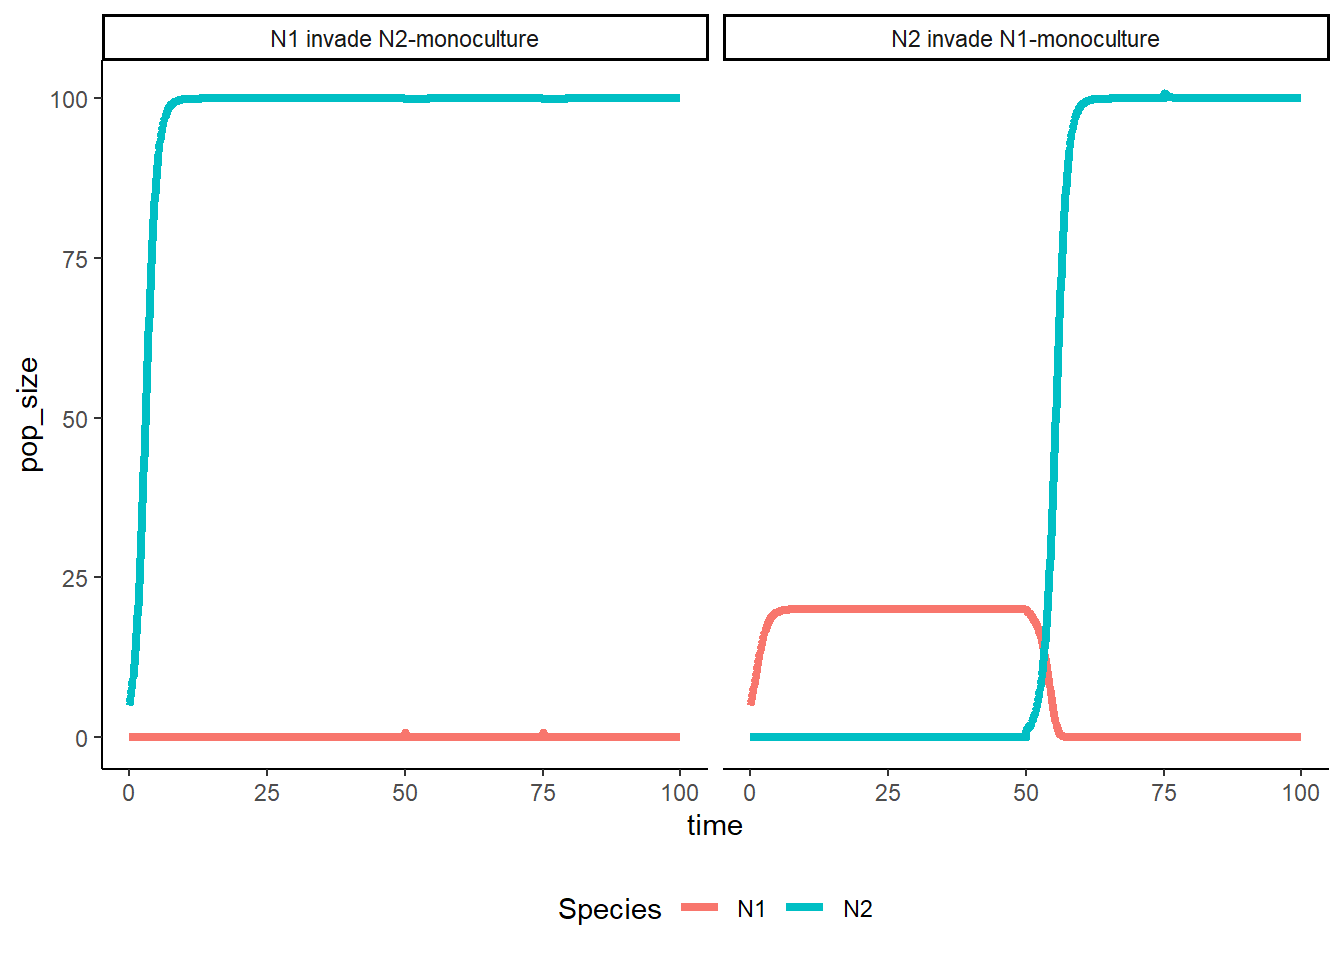 N1 invade N2-monoculture
N2 invade N1-monoculture
pop_size
100
75
50
25
0
0 25 50 75 100
0 25 50 75 100
time
Species N1 N2